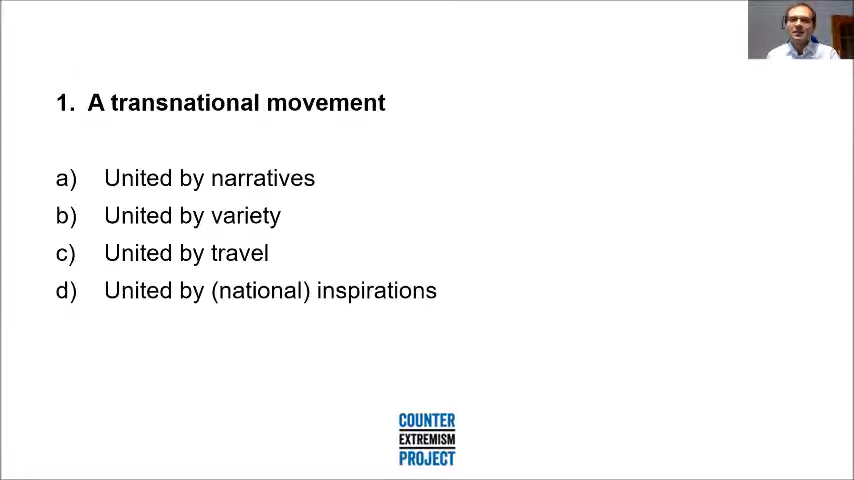 1. A transnational movement
a) United by narratives
b) United by variety
c) United by travel
d) United by (national) inspirations
COUNTER
EXTREMISM
PROJECT